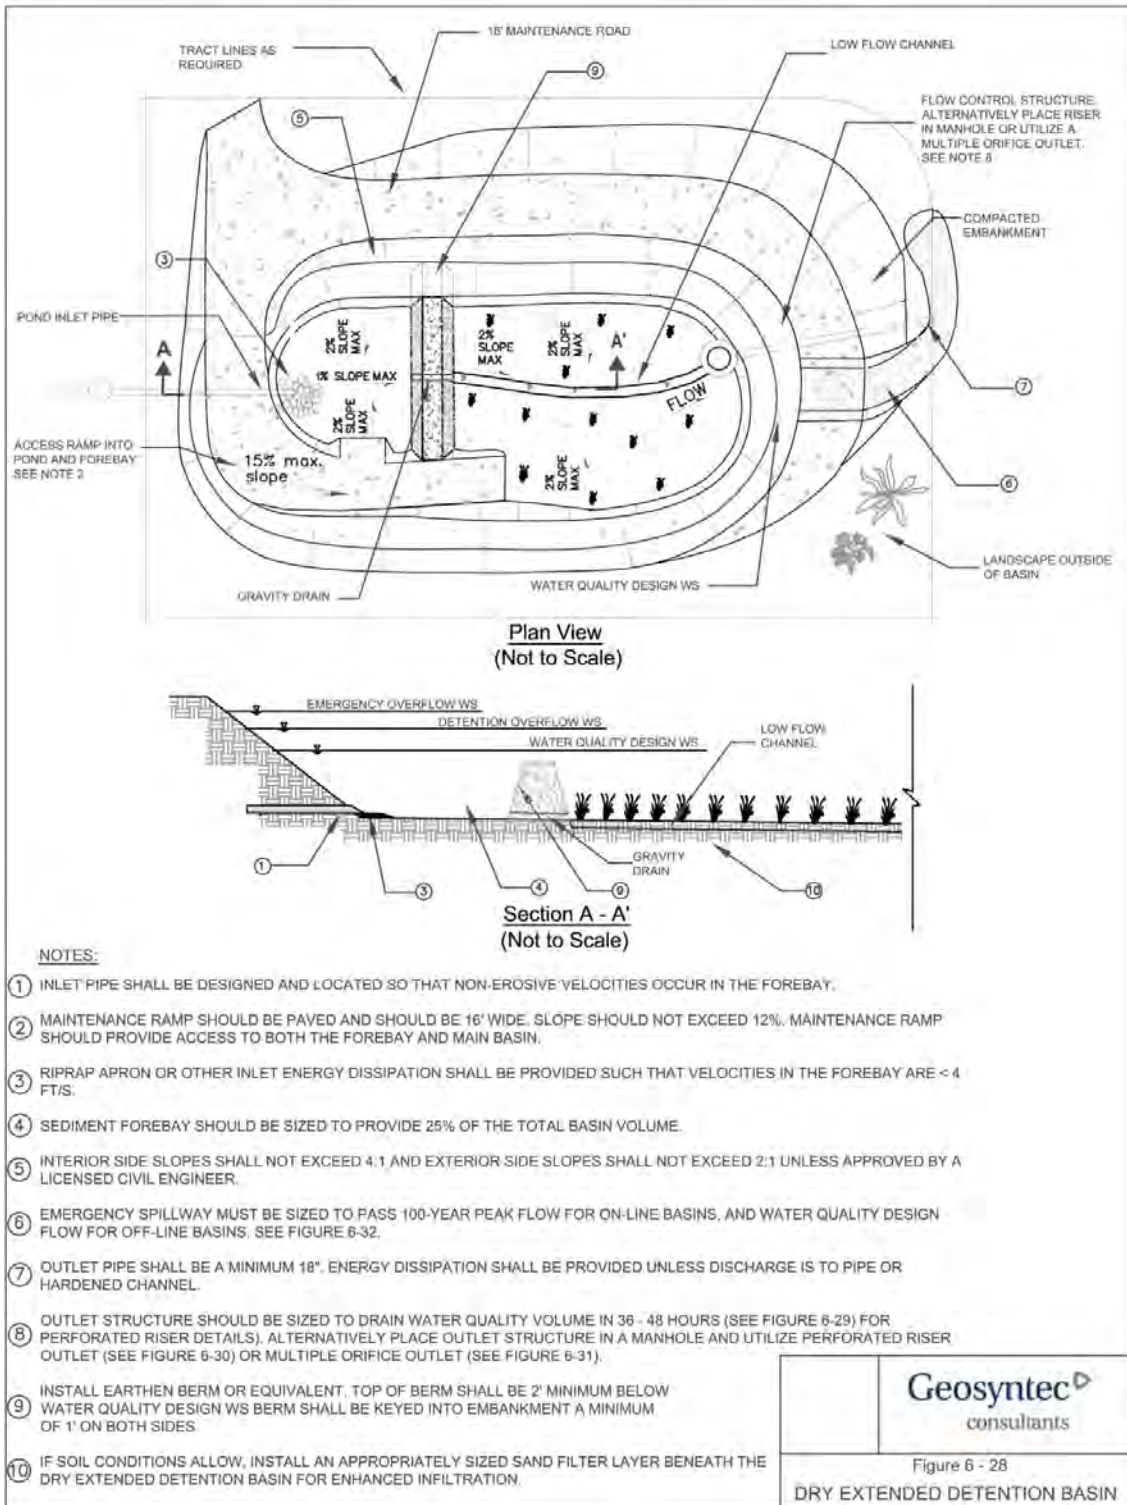 16' MAINTENANCE ROAD
TRACT LINES AS
REQUIRED
LOW FLOW CHANNEL
9
5
FLOW CONTROL STRUCTURE,
ALTERNATIVELY PLACE RISER
IN MANHOLE OR UTILIZE A
MULTIPLE ORIFICE OUTLET.
SEE NOTE 8
COMPACTED
EMBANKMENT
3
POND INLET PIPE
A
A'
2%
SLOPE
MAX
2%
SLOPE
MAX
2%
SLOPE
MAX
1% SLOPE MAX
2%
SLOPE
MAX
FLOW
7
ACCESS RAMP INTO
POND AND FOREBAY
SEE NOTE 2
15% max.
slope
2%
SLOPE
MAX
6
LANDSCAPE OUTSIDE
OF BASIN
GRAVITY DRAIN
WATER QUALITY DESIGN WS
Plan View
(Not to Scale)
EMERGENCY OVERFLOW WS
DETENTION OVERFLOW WS
WATER QUALITY DESIGN WS
LOW FLOW
CHANNEL
GRAVITY
DRAIN
1
3
4
9
10
Section A - A'
(Not to Scale)
NOTES:
1 INLET PIPE SHALL BE DESIGNED AND LOCATED SO THAT NON-EROSIVE VELOCITIES OCCUR IN THE FOREBAY.
2 MAINTENANCE RAMP SHOULD BE PAVED AND SHOULD BE 16' WIDE. SLOPE SHOULD NOT EXCEED 12%. MAINTENANCE RAMP
SHOULD PROVIDE ACCESS TO BOTH THE FOREBAY AND MAIN BASIN.
3 RIPRAP APRON OR OTHER INLET ENERGY DISSIPATION SHALL BE PROVIDED SUCH THAT VELOCITIES IN THE FOREBAY ARE < 4
FT/S.
4 SEDIMENT FOREBAY SHOULD BE SIZED TO PROVIDE 25% OF THE TOTAL BASIN VOLUME.
5 INTERIOR SIDE SLOPES SHALL NOT EXCEED 4:1 AND EXTERIOR SIDE SLOPES SHALL NOT EXCEED 2:1 UNLESS APPROVED BY A
LICENSED CIVIL ENGINEER.
6 EMERGENCY SPILLWAY MUST BE SIZED TO PASS 100-YEAR PEAK FLOW FOR ON-LINE BASINS, AND WATER QUALITY DESIGN
FLOW FOR OFF-LINE BASINS. SEE FIGURE 6-32.
7 OUTLET PIPE SHALL BE A MINIMUM 18". ENERGY DISSIPATION SHALL BE PROVIDED UNLESS DISCHARGE IS TO PIPE OR
HARDENED CHANNEL.
8 OUTLET STRUCTURE SHOULD BE SIZED TO DRAIN WATER QUALITY VOLUME IN 36 - 48 HOURS (SEE FIGURE 6-29) FOR
PERFORATED RISER DETAILS). ALTERNATIVELY PLACE OUTLET STRUCTURE IN A MANHOLE AND UTILIZE PERFORATED RISER
OUTLET (SEE FIGURE 6-30) OR MULTIPLE ORIFICE OUTLET (SEE FIGURE 6-31).
9 INSTALL EARTHEN BERM OR EQUIVALENT. TOP OF BERM SHALL BE 2' MINIMUM BELOW
WATER QUALITY DESIGN WS BERM SHALL BE KEYED INTO EMBANKMENT A MINIMUM
OF 1' ON BOTH SIDES
10 IF SOIL CONDITIONS ALLOW, INSTALL AN APPROPRIATELY SIZED SAND FILTER LAYER BENEATH THE
DRY EXTENDED DETENTION BASIN FOR ENHANCED INFILTRATION.
Geosyntec
consultants
Figure 6 - 28
DRY EXTENDED DETENTION BASIN